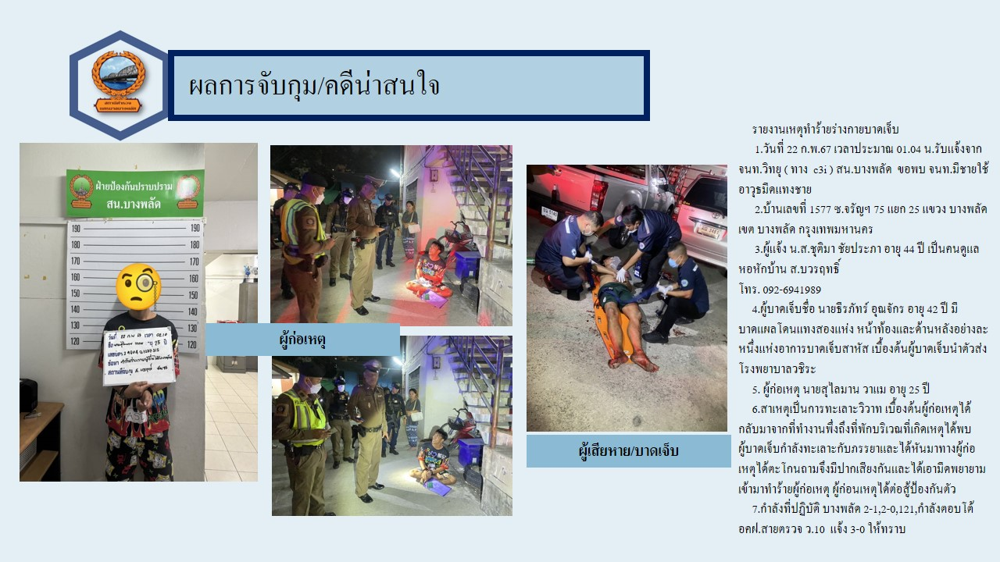 ผลการจับกุม/คดีน่าสนใจ
ฝ่ายป้องกันปราบปราม
สน.บางพลัด
190 190
180 180
170 170
160 160
150 150
140 140
130 130
120 120
ผู้ก่อเหตุ
ผู้เสียหาย/บาดเจ็บ
รายงานเหตุทำร้ายร่างกายบาดเจ็บ
1.วันที่ 22 ก.พ.67 เวลาประมาณ 01.04 น.รับแจ้งจาก
จนท.วิทยุ ( ทาง c3i ) สน.บางพลัด ขอพบ จนท.มีชายใช้
อาวุธมีดแทงชาย
2.บ้านเลขที่ 1577 ซ.จรัญฯ 75 แยก 25 แขวง บางพลัด
เขต บางพลัด กรุงเทพมหานคร
3.ผู้แจ้ง น.ส.ชุติมา ชัยประภา อายุ 44 ปี เป็นคนดูแล
หอพักบ้าน ส.บวรฤทธิ์
โทร. 092-6941989
4.ผู้บาดเจ็บชื่อ นายธีรภัทร์ อุณจักร อายุ 42 ปี มี
บาดแผลโดนแทงสองแห่ง หน้าท้องและด้านหลังอย่างละ
หนึ่งแห่งอาการบาดเจ็บสาหัส เบื้องต้นผู้บาดเจ็บนำตัวส่ง
โรงพยาบาลวชิระ
5. ผู้ก่อเหตุ นายสุไลมาน วาแม อายุ 25 ปี
6.สาเหตุเป็นการทะเลาะวิวาท เบื้องต้นผู้ก่อเหตุได้
กลับมาจากที่ทำงานพึ่งถึงที่พักบริเวณที่เกิดเหตุได้พบ
ผู้บาดเจ็บกำลังทะเลาะกับภรรยาและได้หันมาทางผู้ก่อ
เหตุได้ตะโกนถามจึงมีปากเสียงกันและได้เอามีดพยายาม
เข้ามาทำร้ายผู้ก่อเหตุ ผู้ก่อนเหตุได้ต่อสู้ป้องกันตัว
7.กำลังที่ปฏิบัติ บางพลัด 2-1,2-0,121,กำลังตอบโต้
อคฝ.สายตรวจ ว.10 แจ้ง 3-0 ให้ทราบ